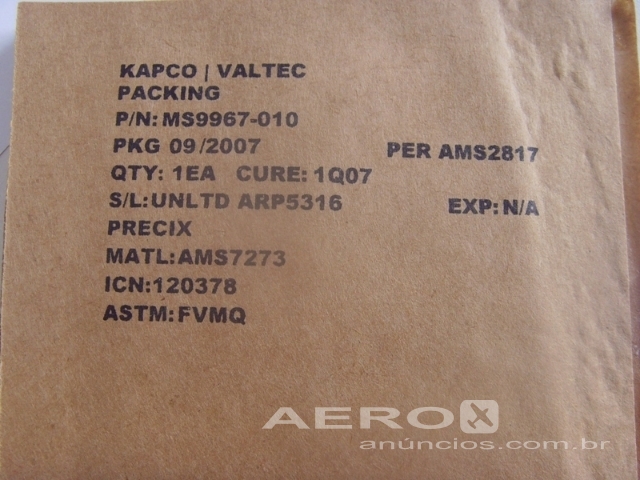 KAPCO | VALTEC
PACKING
P/N: MS9967-010
PKG 09/2007
PER AMS2817
QTY: 1EA CURE: 1Q07
S/L: UNLTD ARP5316
EXP: N/A
PRECIX
MATL: AMS7273
ICN: 120378
ASTM: FVMQ
AERO
anúncios.com.br